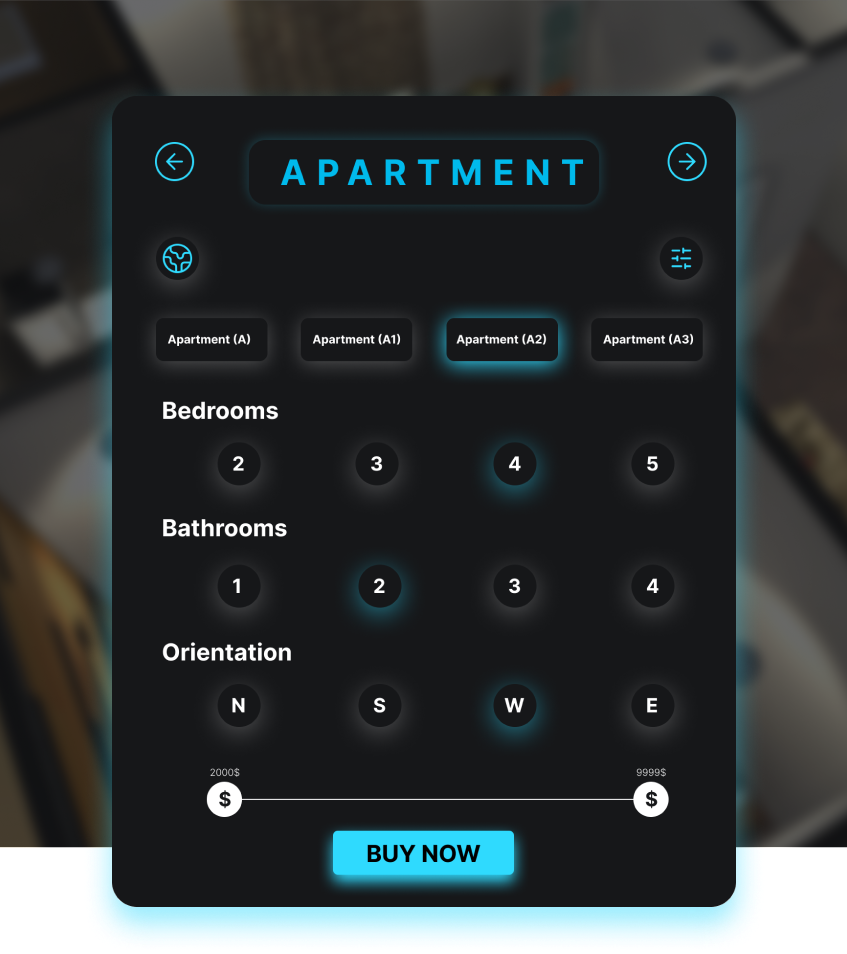 APARTMENT
Apartment (A) Apartment (A1) Apartment (A2) Apartment (A3)
Bedrooms
2 3 4 5
Bathrooms
1 2 3 4
Orientation
N S W E
2000$ 9999$
$ $
BUY NOW